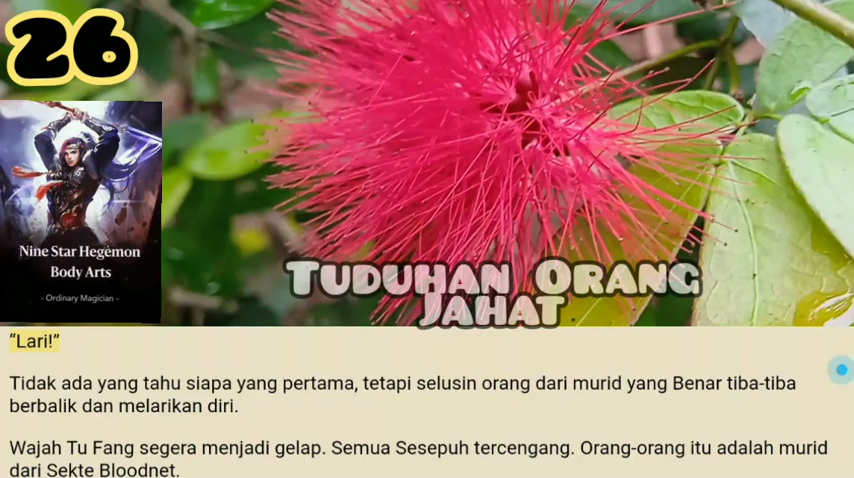 26
Nine Star Hegemon
Body Arts
- Ordinary Magician -
TUDUHAN ORANG
JAHAT
“Lari!”
Tidak ada yang tahu siapa yang pertama, tetapi selusin orang dari murid yang Benar tiba-tiba
berbalik dan melarikan diri.
Wajah Tu Fang segera menjadi gelap. Semua Sesepuh tercengang. Orang-orang itu adalah murid
dari Sekte Bloodnet.